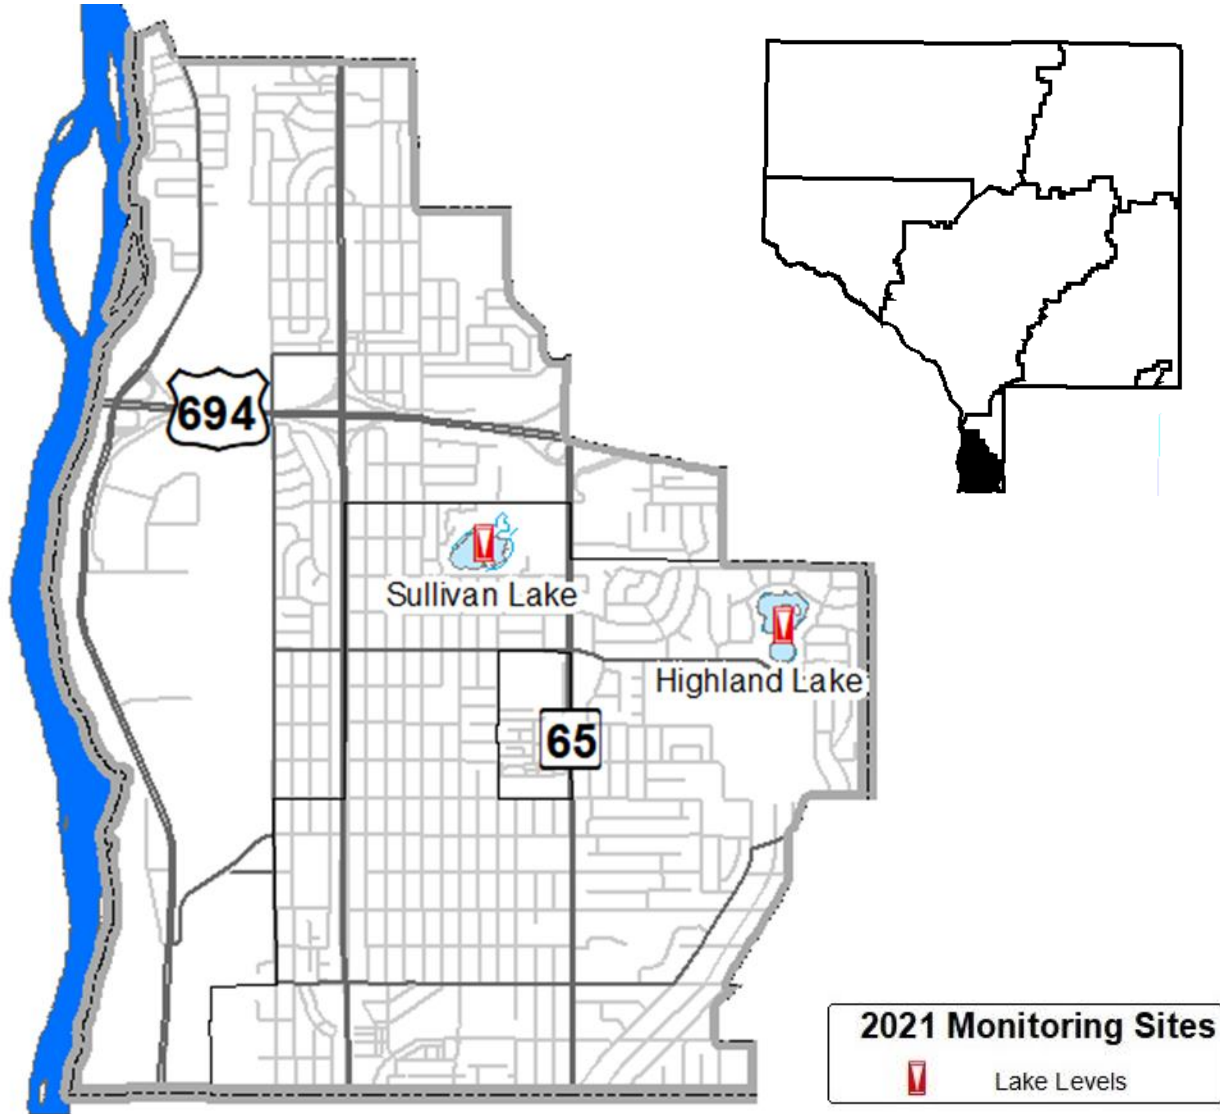 694
Sullivan Lake
Highland Lake
65
2021 Monitoring Sites
Lake Levels